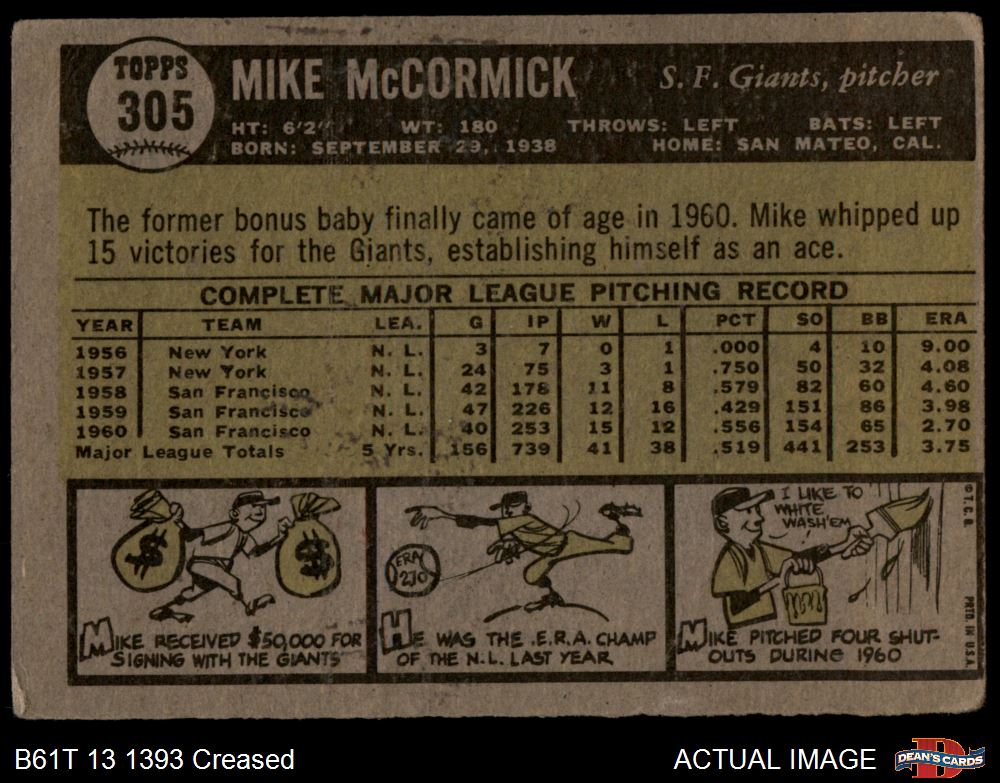 TOPPS
305
MIKE McCORMICK
S. F. Giants, pitcher
HT: 6'2" WT: 180 THROWS: LEFT BATS: LEFT
BORN: SEPTEMBER 29, 1938 HOME: SAN MATEO, CAL.
The former bonus baby finally came of age in 1960. Mike whipped up
15 victories for the Giants, establishing himself as an ace.
COMPLETE MAJOR LEAGUE PITCHING RECORD
YEAR TEAM LEA. G IP W L PCT SO BB ERA
1956 New York N. L. 3 7 0 1 .000 4 10 9.00
1957 New York N. L. 24 75 3 1 .750 50 32 4.08
1958 San Francisco N. L. 42 178 11 8 .579 82 60 4.60
1959 San Francisco N. L. 47 226 12 16 .429 151 86 3.98
1960 San Francisco N. L. 40 253 15 12 .556 154 65 2.70
Major League Totals 5 Yrs. 156 739 41 38 .519 441 253 3.75
$ $
MIKE RECEIVED $50,000 FOR
SIGNING WITH THE GIANTS
ERA
2.70
HE WAS THE .E.R.A. CHAMP
OF THE N.L. LAST YEAR
I LIKE TO
WHITE
WASH'EM
MIKE PITCHED FOUR SHUT-
OUTS DURING 1960
© T. C. G.
PRTD. IN U.S.A.
B61T 13 1393 Creased
ACTUAL IMAGE
D
DEAN'S CARDS